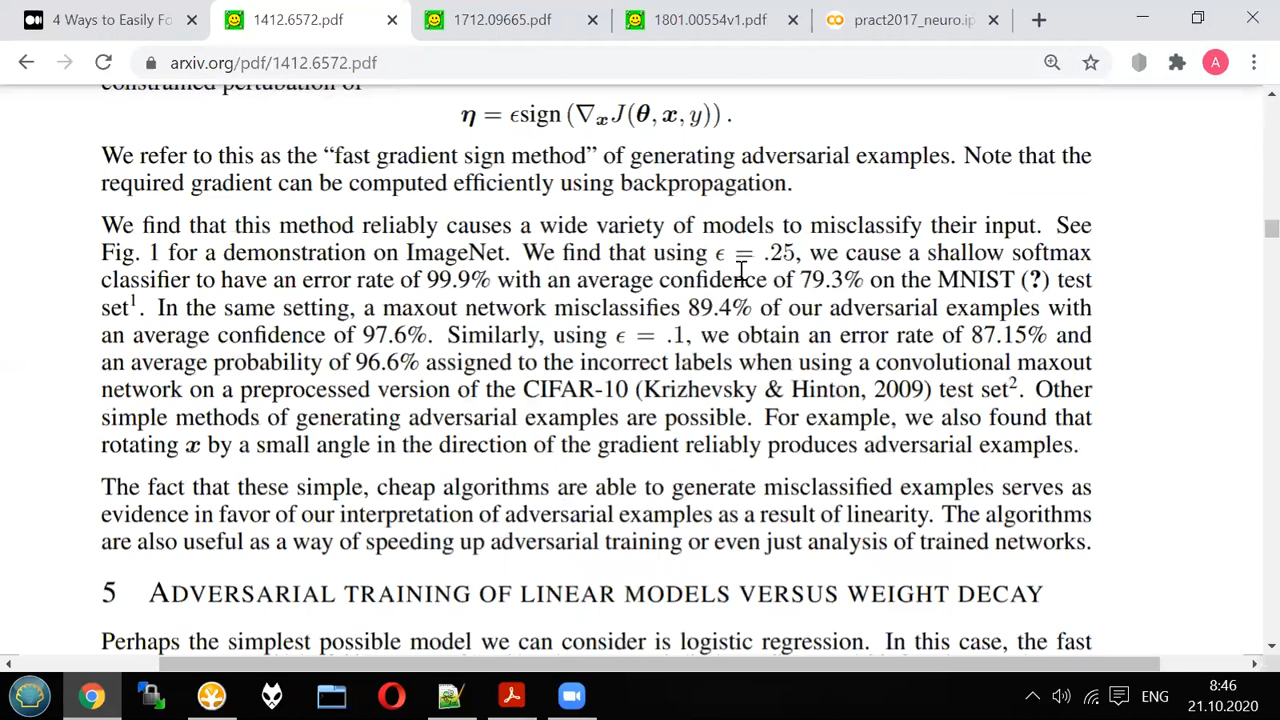 4 Ways to Easily Fo
1412.6572.pdf
1712.09665.pdf
1801.00554v1.pdf
pract2017_neuro.ip
arxiv.org/pdf/1412.6572.pdf
A
constrained pertubation of
η = ϵsign (∇ₓJ(θ, x, y)) .
We refer to this as the “fast gradient sign method” of generating adversarial examples. Note that the
required gradient can be computed efficiently using backpropagation.
We find that this method reliably causes a wide variety of models to misclassify their input. See
Fig. 1 for a demonstration on ImageNet. We find that using ϵ = .25, we cause a shallow softmax
classifier to have an error rate of 99.9% with an average confidence of 79.3% on the MNIST (?) test
set¹. In the same setting, a maxout network misclassifies 89.4% of our adversarial examples with
an average confidence of 97.6%. Similarly, using ϵ = .1, we obtain an error rate of 87.15% and
an average probability of 96.6% assigned to the incorrect labels when using a convolutional maxout
network on a preprocessed version of the CIFAR-10 (Krizhevsky & Hinton, 2009) test set². Other
simple methods of generating adversarial examples are possible. For example, we also found that
rotating x by a small angle in the direction of the gradient reliably produces adversarial examples.
The fact that these simple, cheap algorithms are able to generate misclassified examples serves as
evidence in favor of our interpretation of adversarial examples as a result of linearity. The algorithms
are also useful as a way of speeding up adversarial training or even just analysis of trained networks.
5 ADVERSARIAL TRAINING OF LINEAR MODELS VERSUS WEIGHT DECAY
Perhaps the simplest possible model we can consider is logistic regression. In this case, the fast
ENG
8:46
21.10.2020